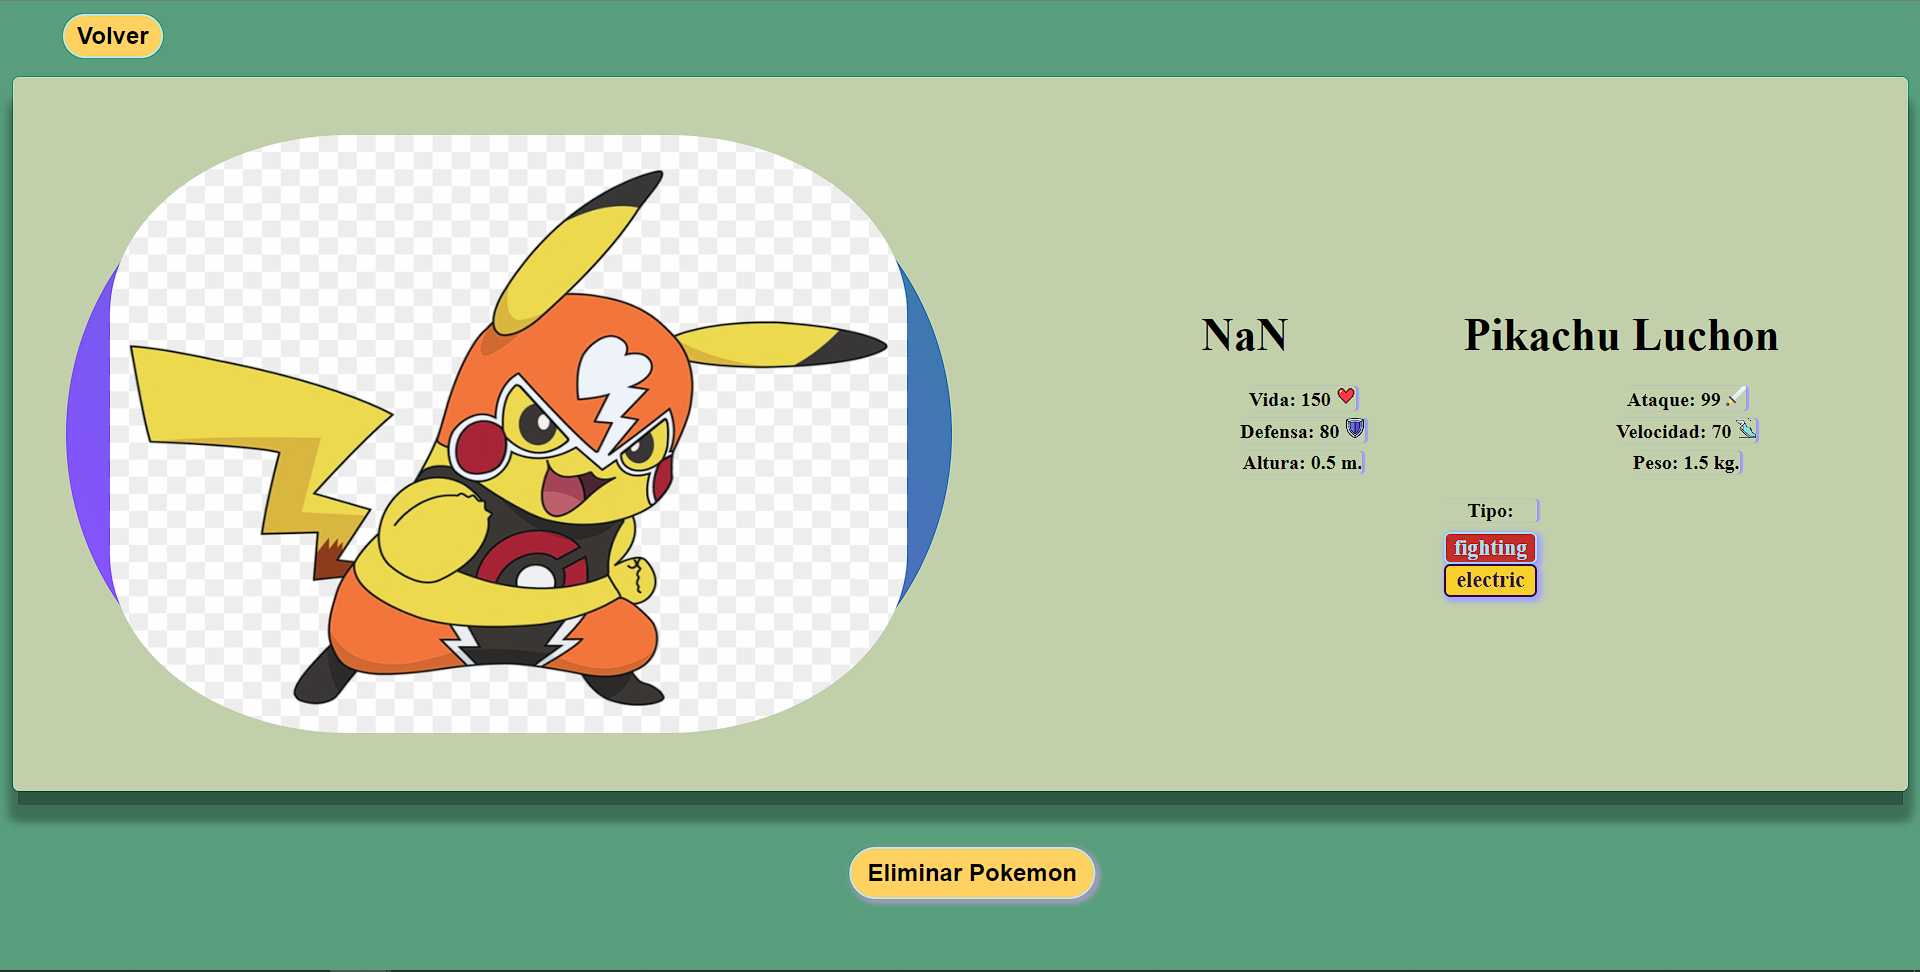 Volver
NaN
Pikachu Luchon
Vida: 150
Ataque: 99
Defensa: 80
Velocidad: 70
Altura: 0.5 m.
Peso: 1.5 kg.
Tipo:
fighting
electric
Eliminar Pokemon